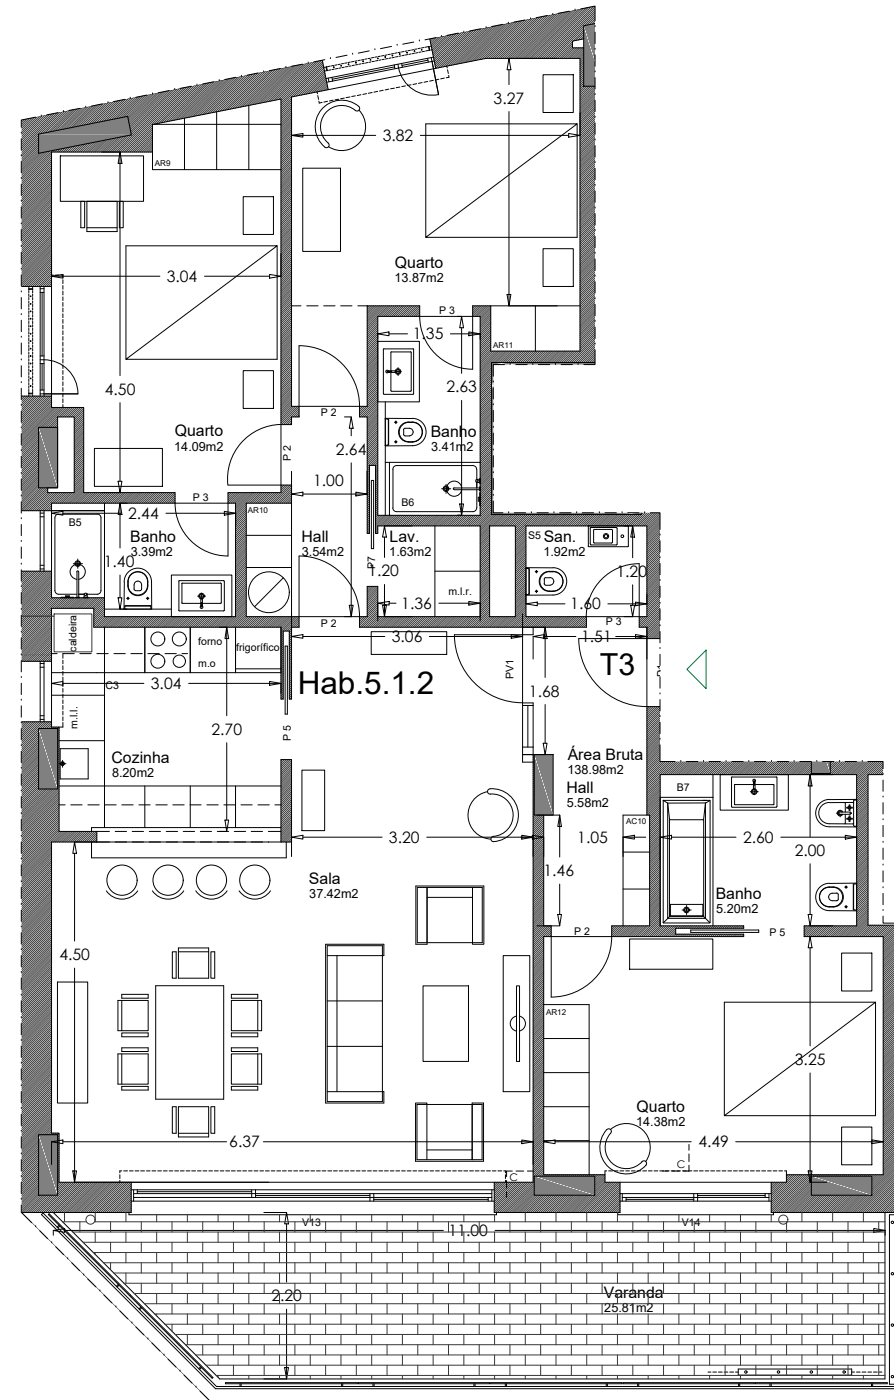 3.27
3.82
AR9
Quarto
13.87m2
3.04
P 3
1.35
AR11
2.63
4.50
P 2
Quarto
14.09m2
P 2
2.64
Banho
3.41m2
1.00
P 3
B6
AR10
B5
2.44
Banho
3.39m2
Hall
3.54m2
Lav.
1.63m2
S5
San.
1.92m2
1.40
P7
1.20
1.20
m.l.r.
1.36
1.60
P 2
P 3
caldeira
forno
m.o
frigorífico
3.06
1.51
PV1
T3
C3
3.04
Hab.5.1.2
1.68
m.l.l.
2.70
P 5
Cozinha
8.20m2
Área Bruta
138.98m2
Hall
5.58m2
B7
AC10
3.20
1.05
2.60
2.00
1.46
Sala
37.42m2
Banho
5.20m2
P 2
P 5
4.50
AR12
3.25
Quarto
14.38m2
6.37
4.49
C
C
V13
V14
11.00
2.20
Varanda
25.81m2